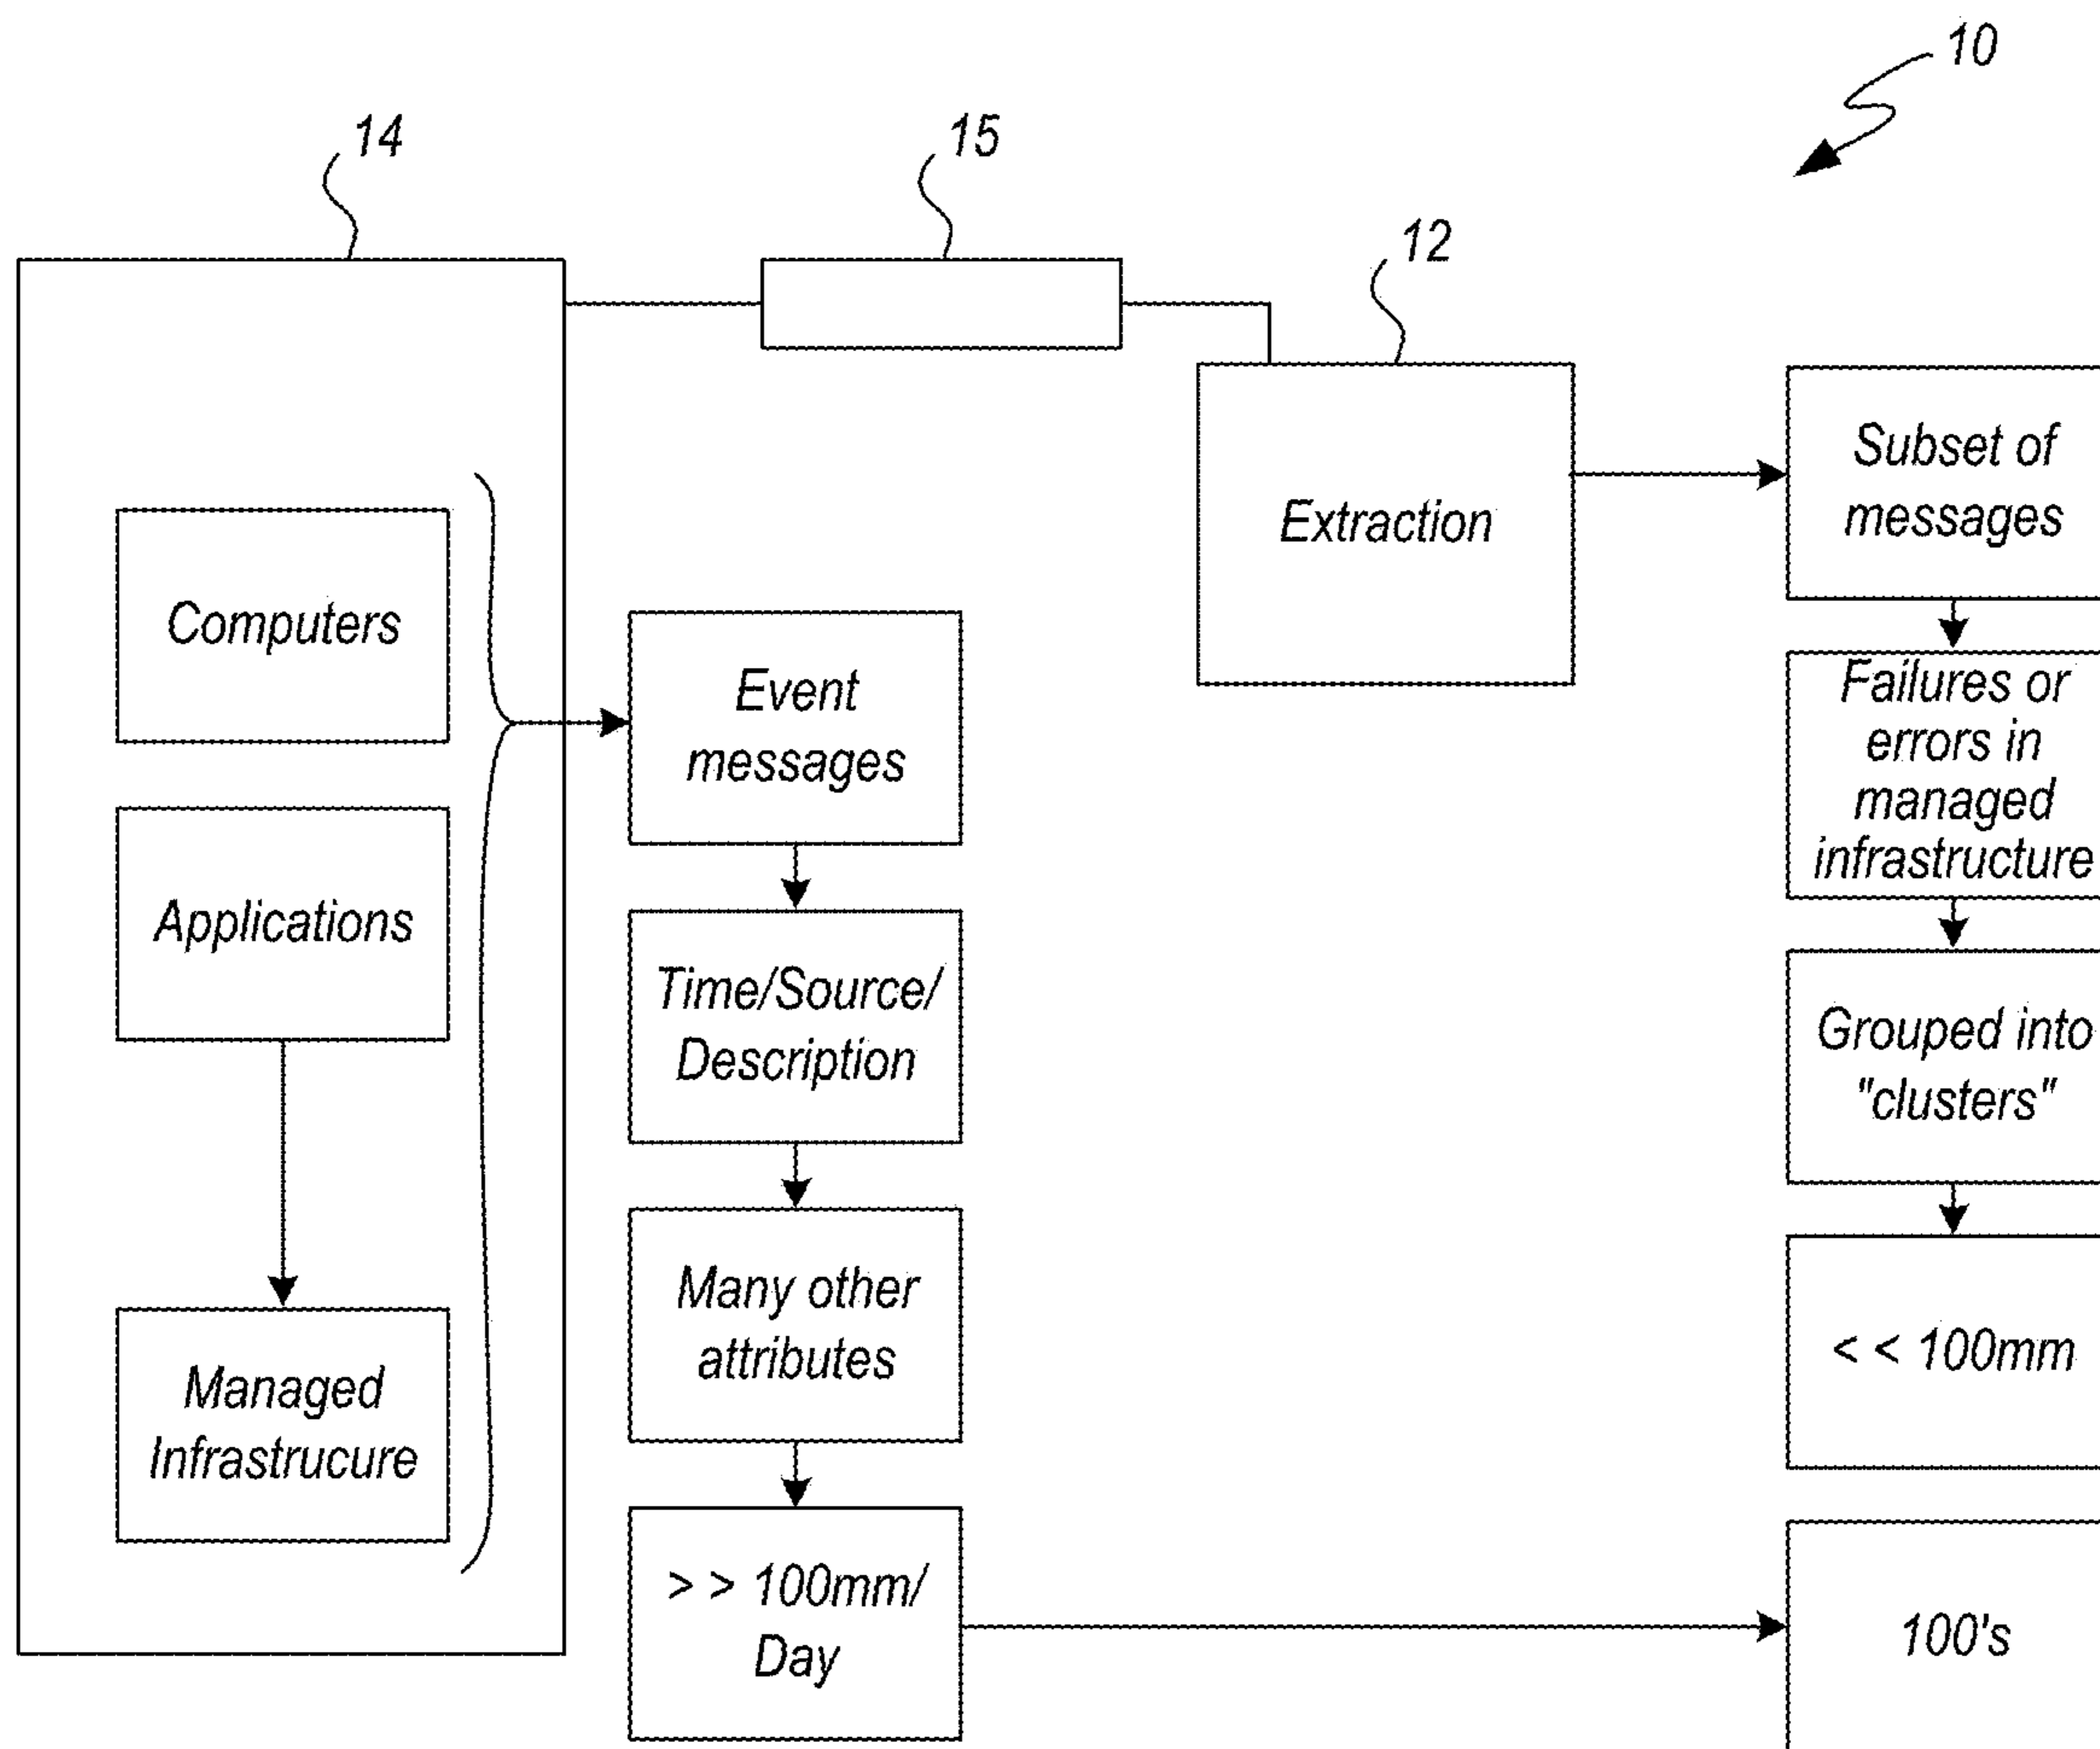 10
14
15
12
Computers
Applications
Managed
Infrastrucure
Event
messages
Time/Source/
Description
Many other
attributes
> > 100mm/
Day
Extraction
Subset of
messages
Failures or
errors in
managed
infrastructure
Grouped into
"clusters"
< < 100mm
100's